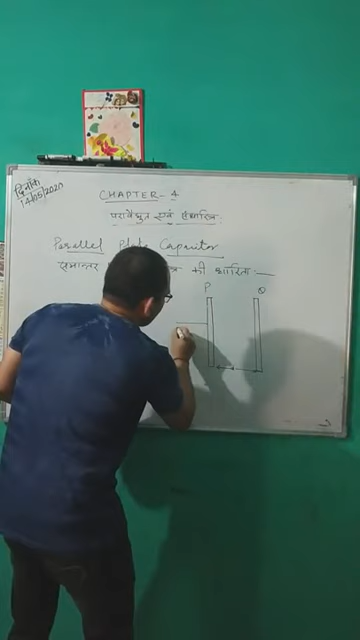 दिनाँक
14/05/2020
CHAPTER - 4
परावैद्युत एवं संधारित्र
Parallel Plate Capacitor
समान्तर की धारिता:—
P Q